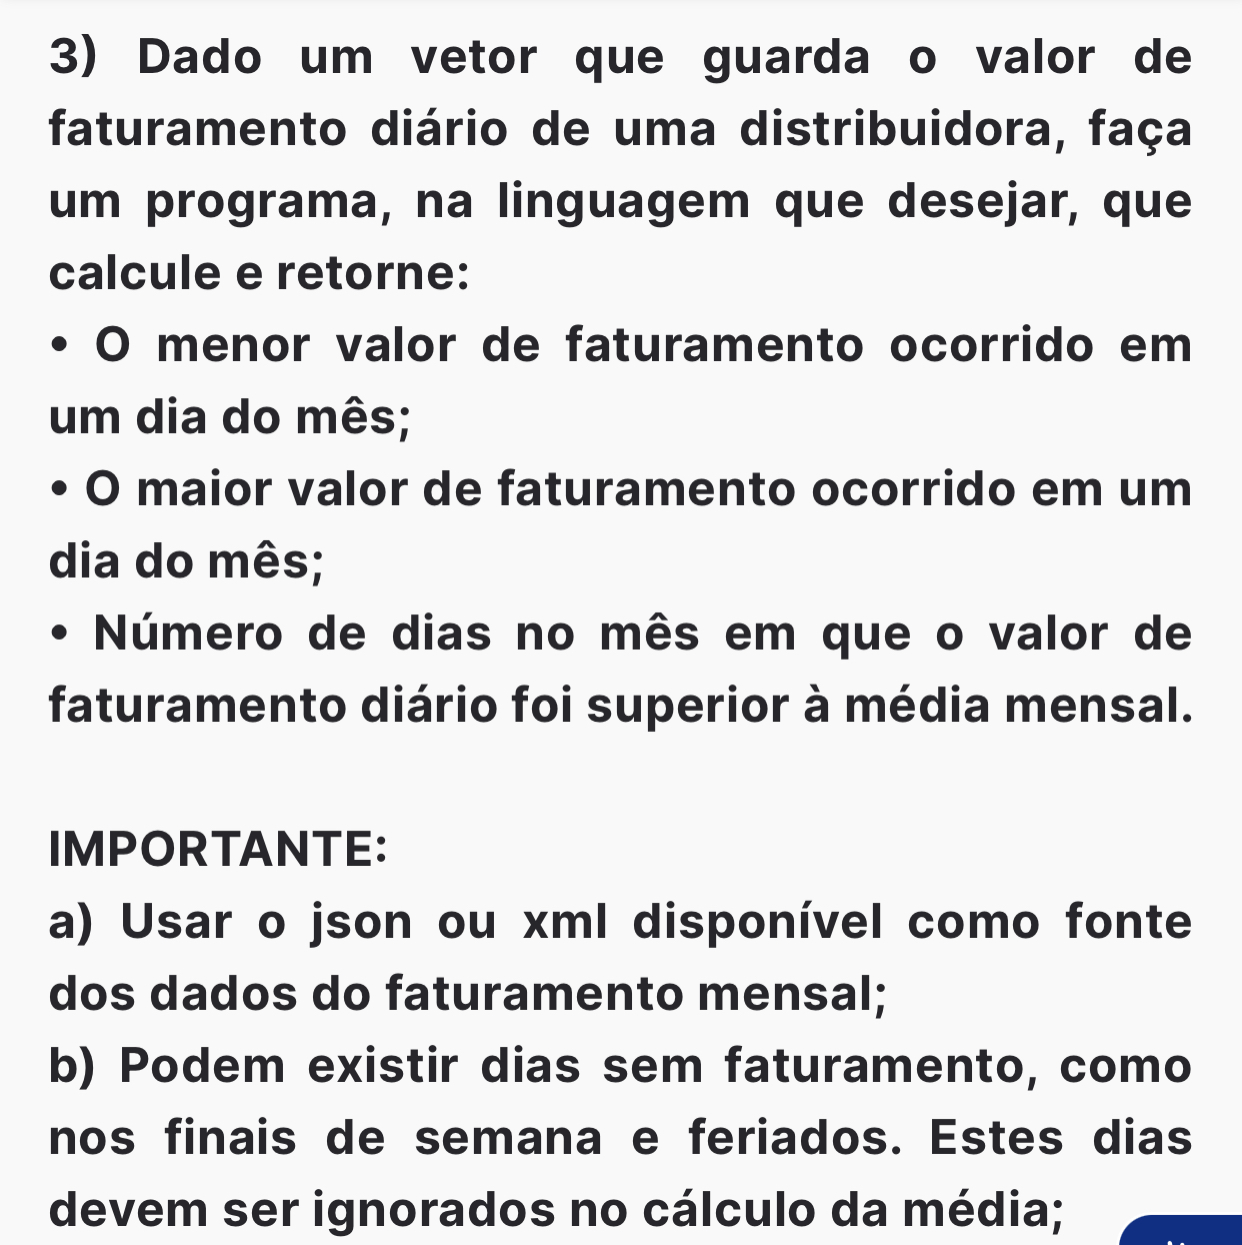 3) Dado um vetor que guarda o valor de
faturamento diário de uma distribuidora, faça
um programa, na linguagem que desejar, que
calcule e retorne:
• O menor valor de faturamento ocorrido em
um dia do mês;
• O maior valor de faturamento ocorrido em um
dia do mês;
• Número de dias no mês em que o valor de
faturamento diário foi superior à média mensal.
IMPORTANTE:
a) Usar o json ou xml disponível como fonte
dos dados do faturamento mensal;
b) Podem existir dias sem faturamento, como
nos finais de semana e feriados. Estes dias
devem ser ignorados no cálculo da média;